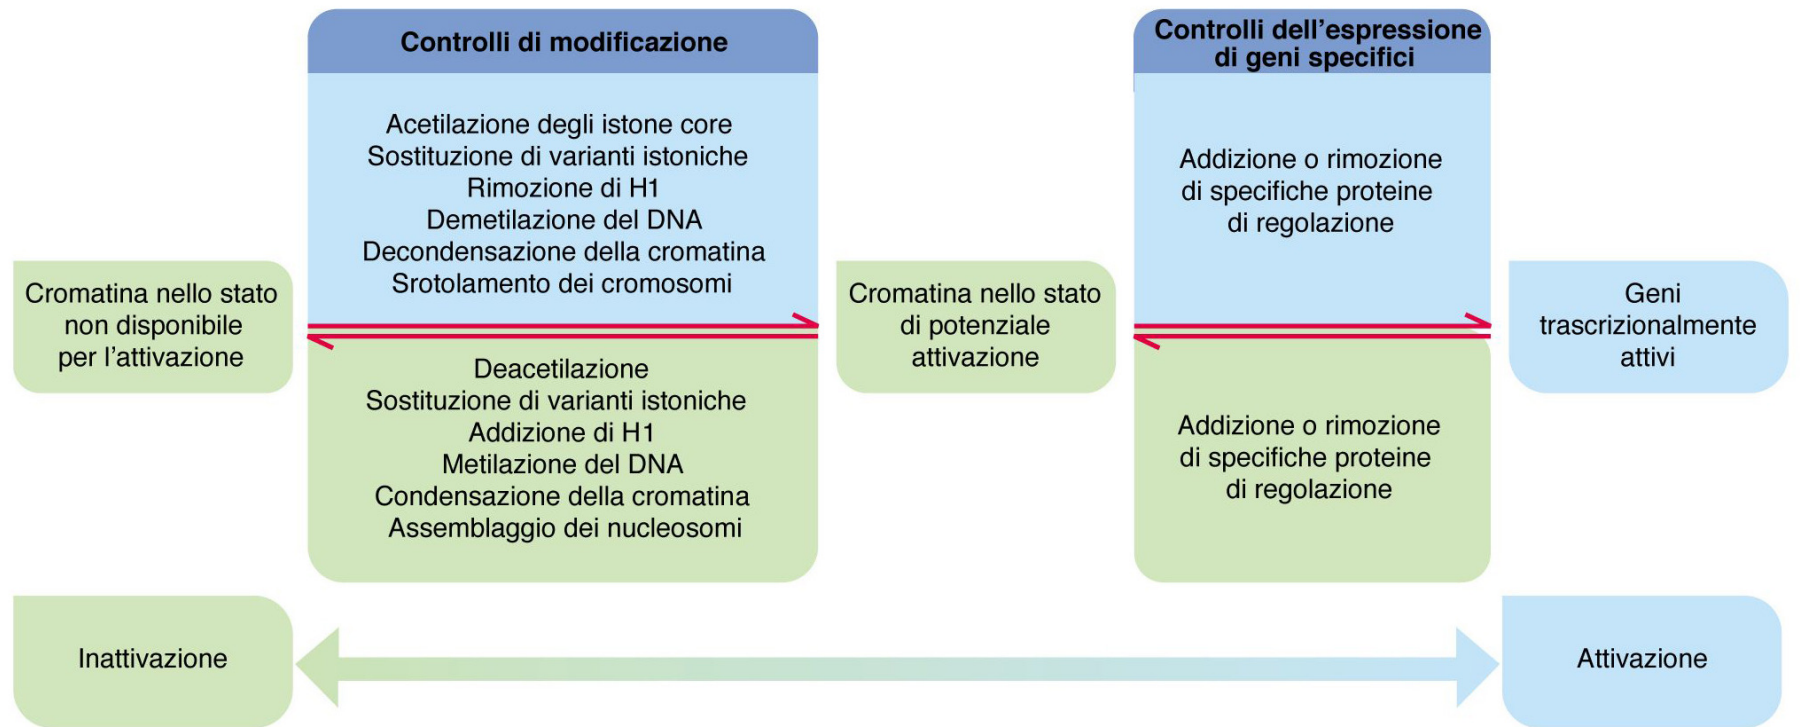 Controlli di modificazione
Acetilazione degli istone core
Sostituzione di varianti istoniche
Rimozione di H1
Demetilazione del DNA
Decondensazione della cromatina
Srotolamento dei cromosomi
Controlli dell'espressione
di geni specifici
Addizione o rimozione
di specifiche proteine
di regolazione
Cromatina nello stato
non disponibile
per l'attivazione
Cromatina nello stato
di potenziale
attivazione
Geni
trascrizionalmente
attivi
Deacetilazione
Sostituzione di varianti istoniche
Addizione di H1
Metilazione del DNA
Condensazione della cromatina
Assemblaggio dei nucleosomi
Addizione o rimozione
di specifiche proteine
di regolazione
Inattivazione
Attivazione